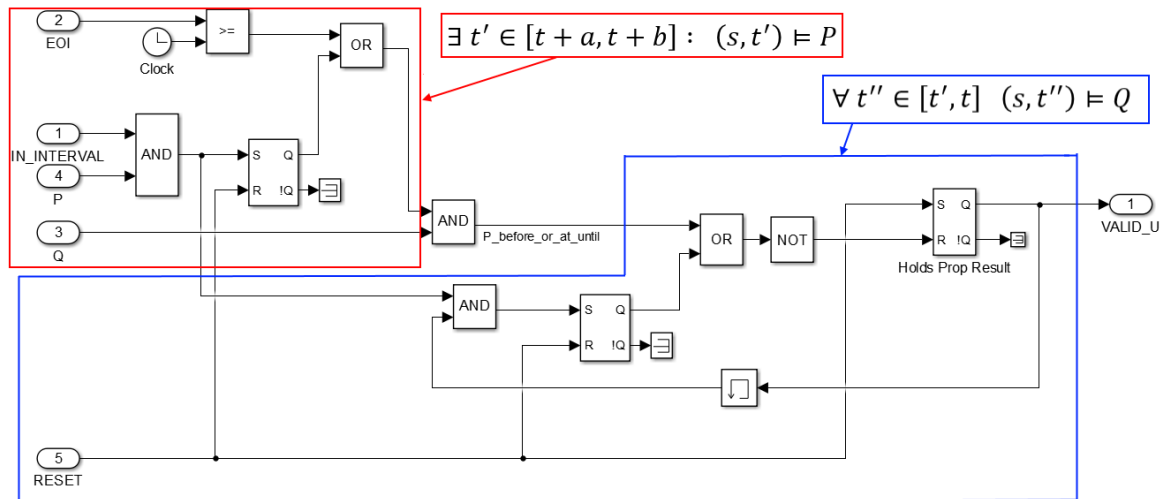 2
EOI
>=
Clock
OR
∃ t′ ∈ [t + a, t + b] : (s, t′) ⊨ P
∀ t′′ ∈ [t′, t] (s, t′′) ⊨ Q
1
IN_INTERVAL
4
P
AND
S Q
R !Q
3
Q
AND
P_before_or_at_until
OR
NOT
S Q
R !Q
Holds Prop Result
1
VALID_U
AND
S Q
R !Q
5
RESET